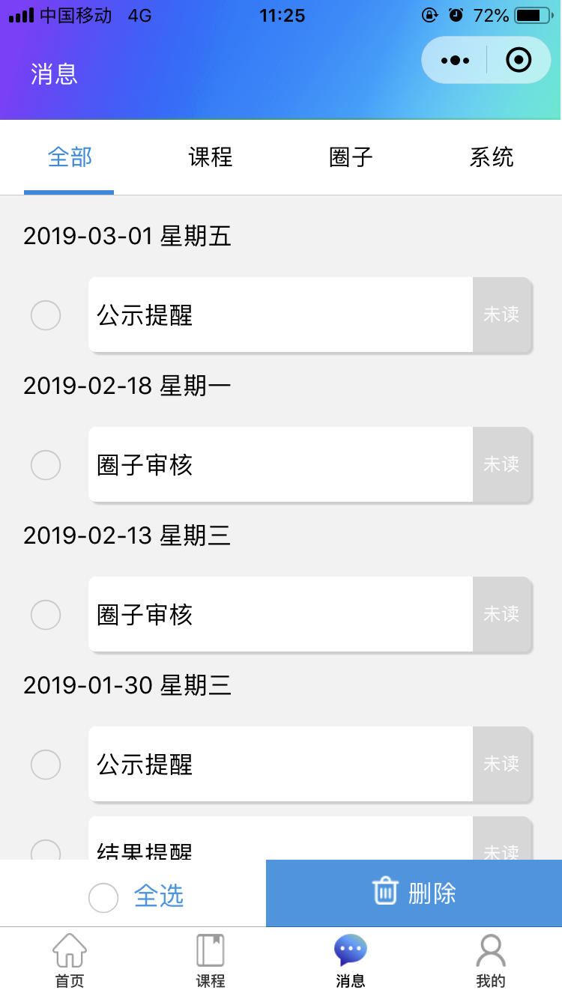 中国移动 4G 11:25 72%
消息
全部 课程 圈子 系统
2019-03-01 星期五
公示提醒 未读
2019-02-18 星期一
圈子审核 未读
2019-02-13 星期三
圈子审核 未读
2019-01-30 星期三
公示提醒 未读
结果提醒 未读
全选 删除
首页 课程 消息 我的